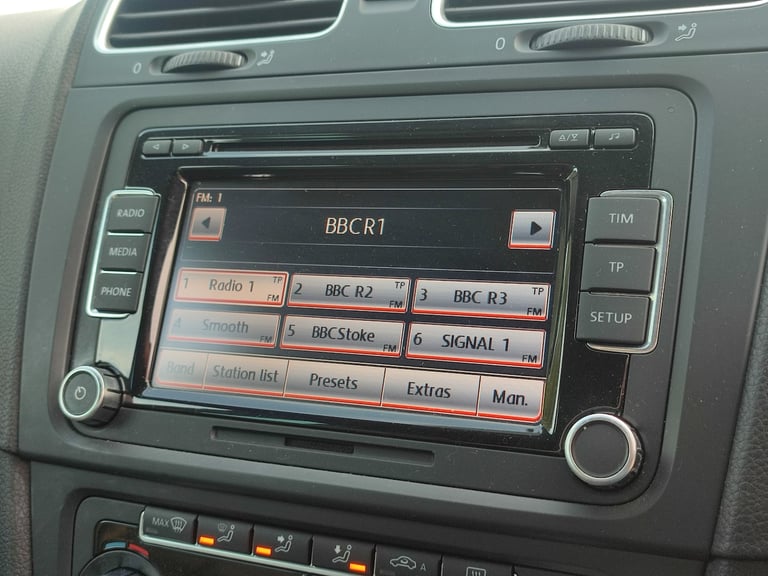 0
0
FM: 1
BBCR1
RADIO
MEDIA
PHONE
TIM
TP
SETUP
1 Radio 1 TP FM
2 BBC R2 TP FM
3 BBC R3 TP FM
4 Smooth FM
5 BBCStoke FM
6 SIGNAL 1 FM
Band Station list Presets Extras Man.
MAX
A